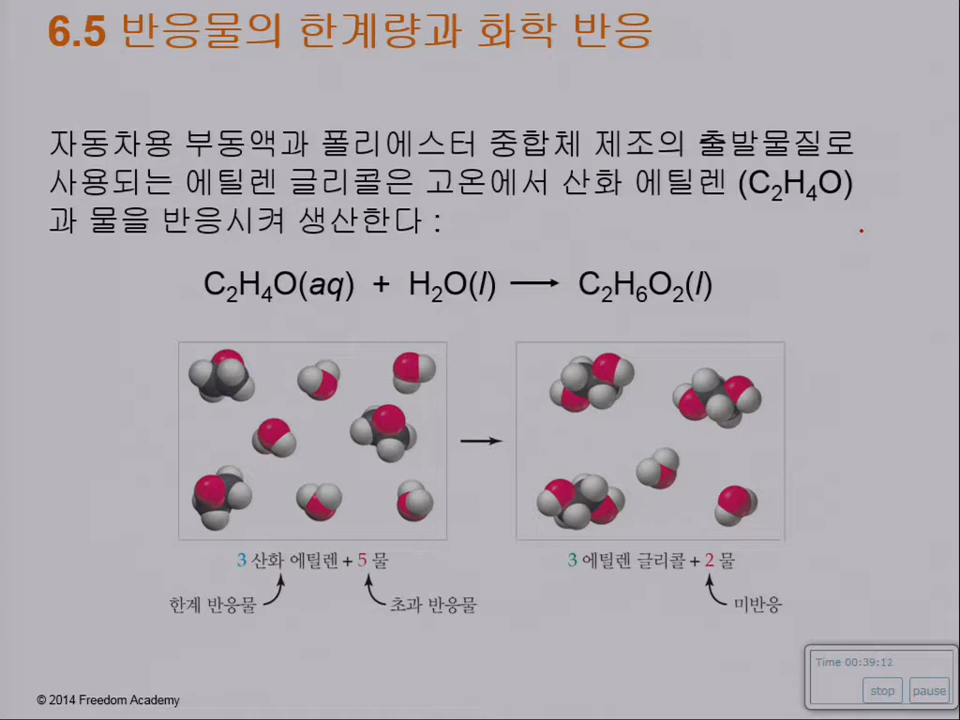 6.5 반응물의 한계량과 화학 반응
자동차용 부동액과 폴리에스터 중합체 제조의 출발물질로
사용되는 에틸렌 글리콜은 고온에서 산화 에틸렌 (C₂H₄O)
과 물을 반응시켜 생산한다 :
C₂H₄O(aq) + H₂O(l) ⟶ C₂H₆O₂(l)
3 산화 에틸렌 + 5 물
3 에틸렌 글리콜 + 2 물
한계 반응물
초과 반응물
미반응
Time 00:39:12
stop pause
© 2014 Freedom Academy